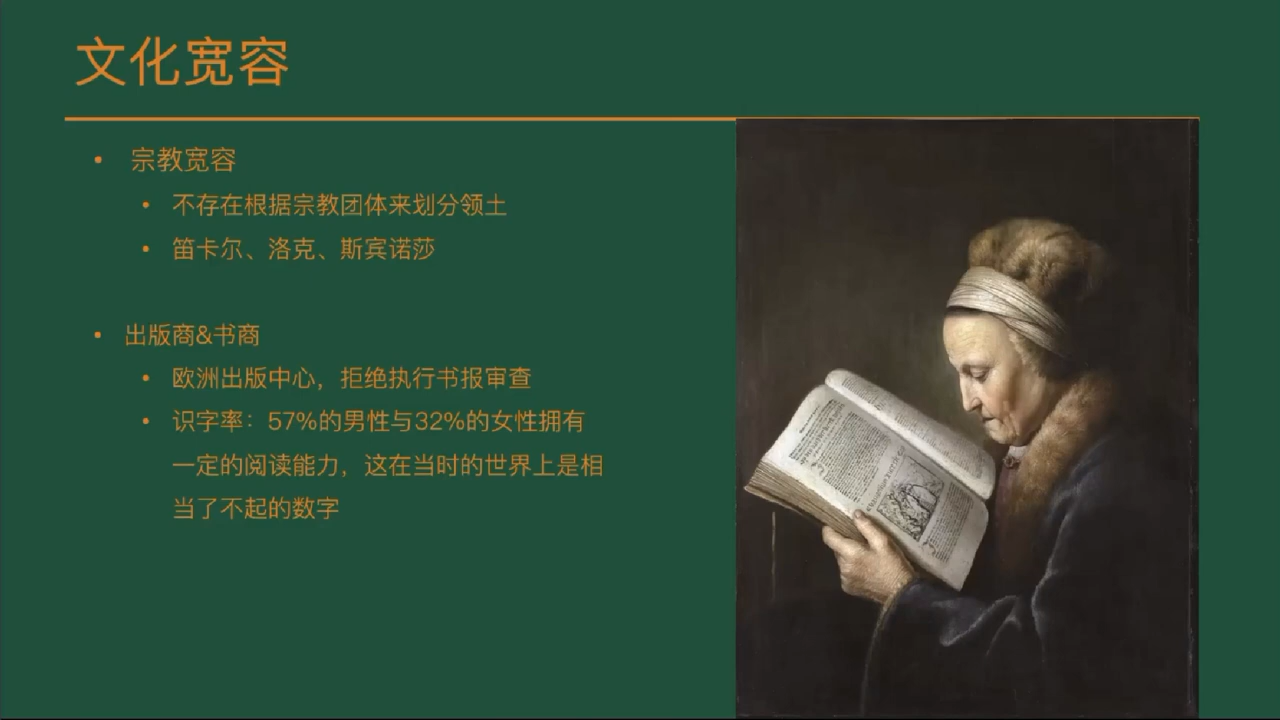 文化宽容
• 宗教宽容
• 不存在根据宗教团体来划分领土
• 笛卡尔、洛克、斯宾诺莎
• 出版商&书商
• 欧洲出版中心，拒绝执行书报审查
• 识字率：57%的男性与32%的女性拥有
一定的阅读能力，这在当时的世界上是相
当了不起的数字